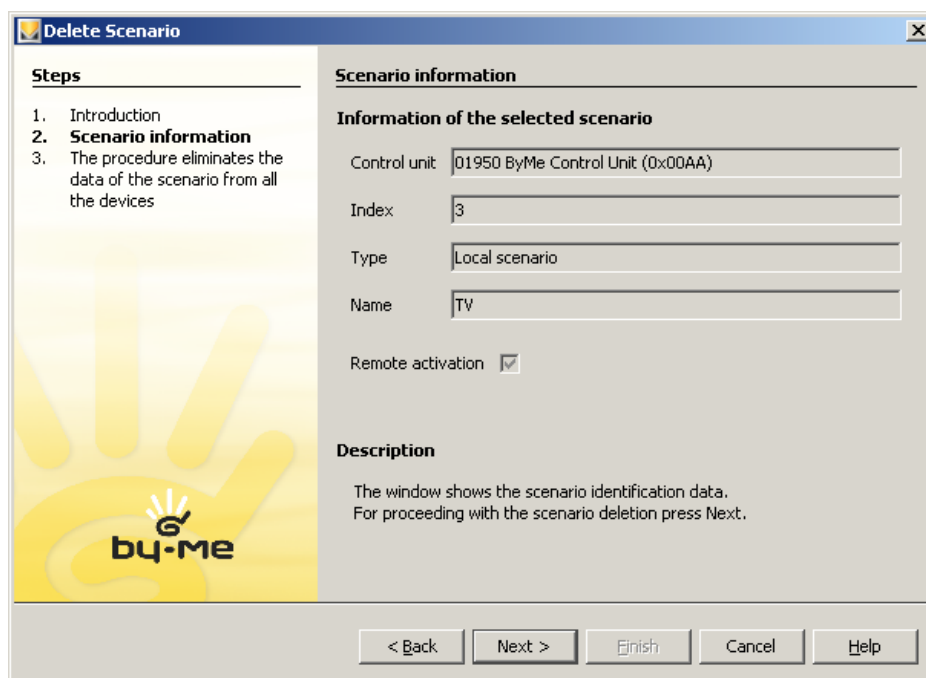 Delete Scenario
Steps
1. Introduction
2. Scenario information
3. The procedure eliminates the
data of the scenario from all
the devices
by-me
Scenario information
Information of the selected scenario
Control unit 01950 ByMe Control Unit (0x00AA)
Index 3
Type Local scenario
Name TV
Remote activation
Description
The window shows the scenario identification data.
For proceeding with the scenario deletion press Next.
< Back Next > Finish Cancel Help